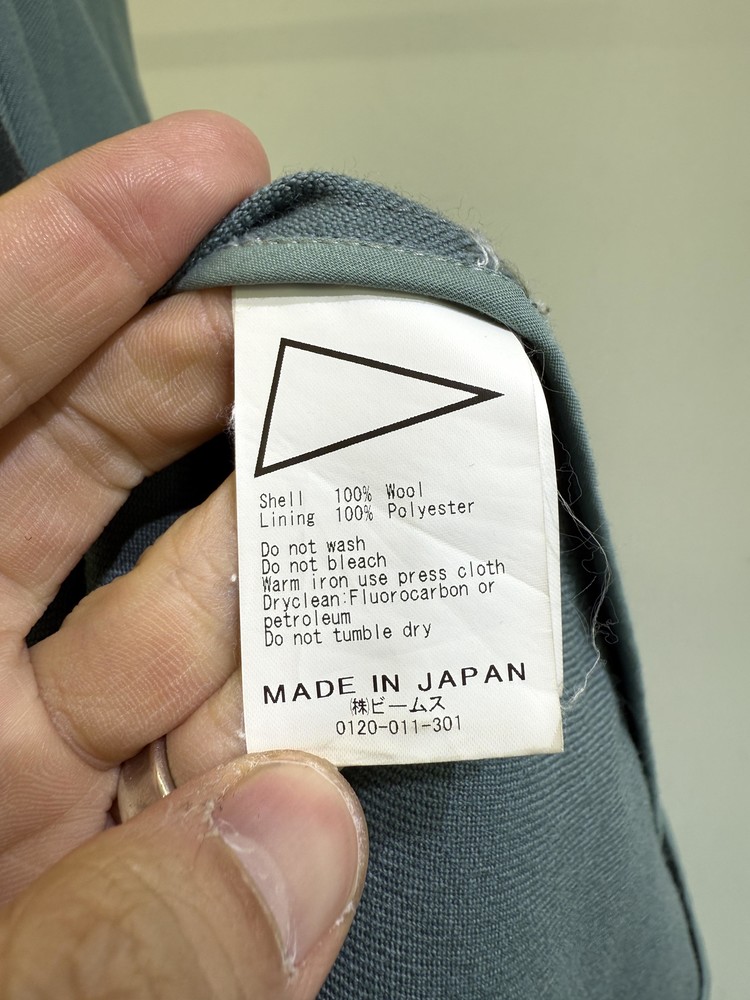 Shell 100% Wool
Lining 100% Polyester
Do not wash
Do not bleach
Warm iron use press cloth
Dryclean:Fluorocarbon or
petroleum
Do not tumble dry
MADE IN JAPAN
㈱ビームス
0120-011-301